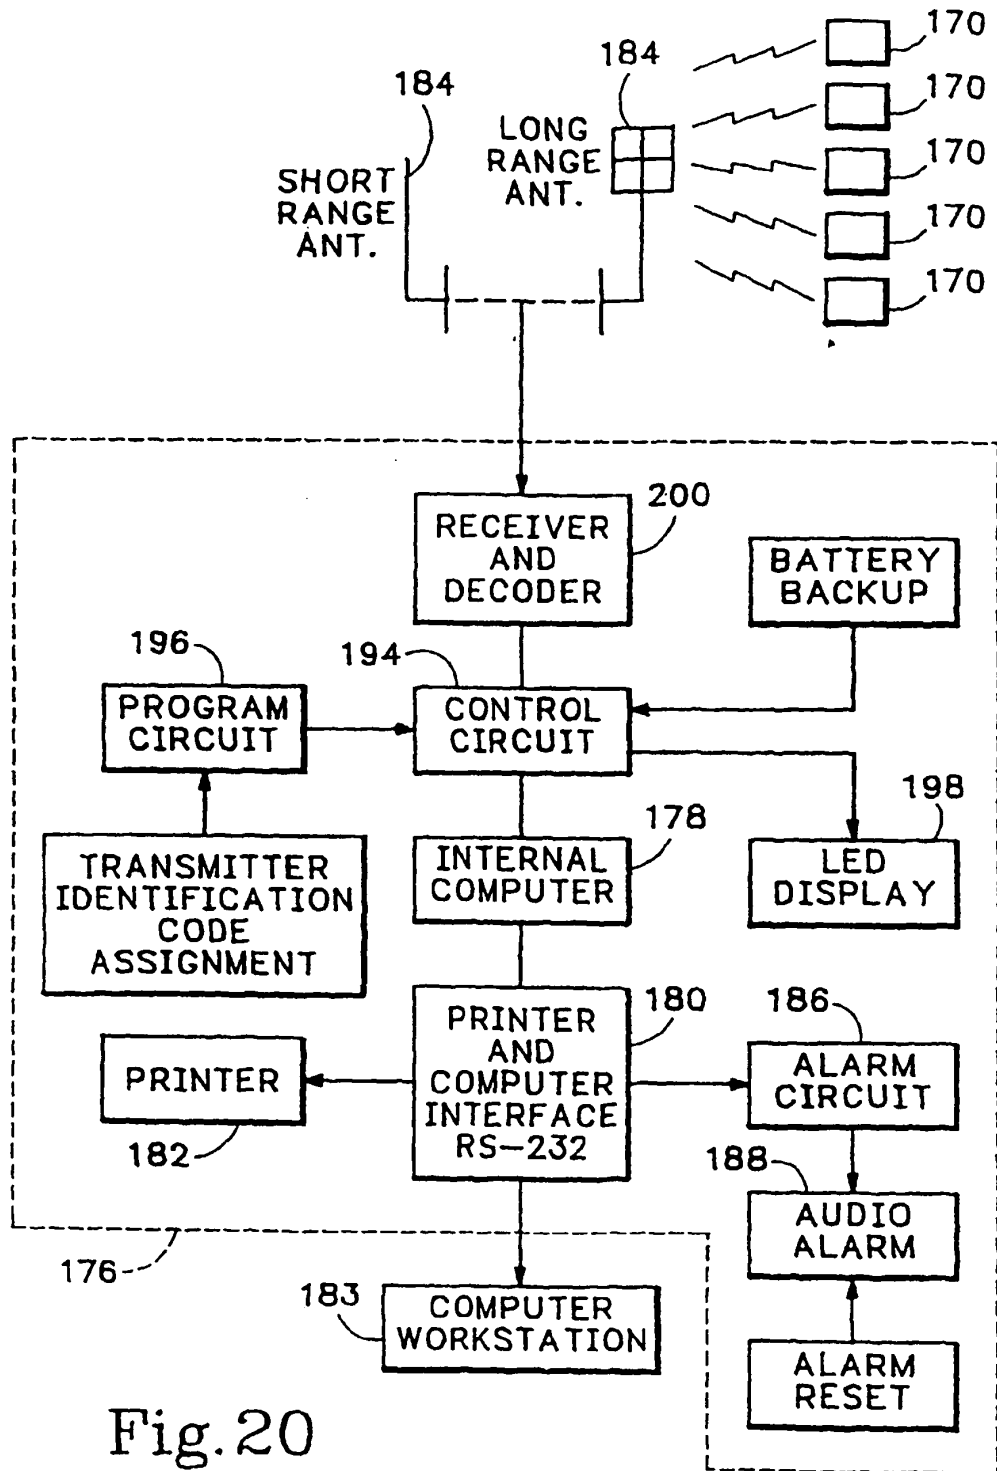 170
184
184
170
LONG
RANGE
ANT.
SHORT
RANGE
ANT.
170
170
170
200
RECEIVER
AND
DECODER
BATTERY
BACKUP
196
194
PROGRAM
CIRCUIT
CONTROL
CIRCUIT
178
198
TRANSMITTER
IDENTIFICATION
CODE
ASSIGNMENT
INTERNAL
COMPUTER
LED
DISPLAY
180
186
PRINTER
AND
COMPUTER
INTERFACE
RS-232
PRINTER
182
ALARM
CIRCUIT
188
AUDIO
ALARM
176
183
COMPUTER
WORKSTATION
ALARM
RESET
Fig. 20